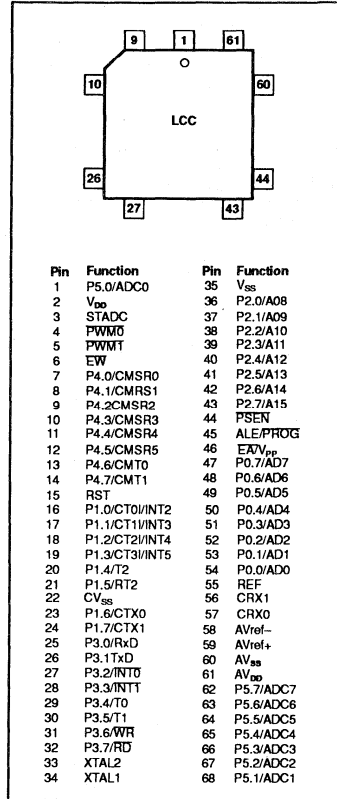 9 1 61
10 60
LCC
26 44
27 43
Pin Function
1 P5.0/ADC0
2 VDD
3 STADC
4 PWM0
5 PWM1
6 EW
7 P4.0/CMSR0
8 P4.1/CMRS1
9 P4.2CMSR2
10 P4.3/CMSR3
11 P4.4/CMSR4
12 P4.5/CMSR5
13 P4.6/CMT0
14 P4.7/CMT1
15 RST
16 P1.0/CT0I/INT2
17 P1.1/CT1I/INT3
18 P1.2/CT2I/INT4
19 P1.3/CT3I/INT5
20 P1.4/T2
21 P1.5/RT2
22 CVSS
23 P1.6/CTX0
24 P1.7/CTX1
25 P3.0/RxD
26 P3.1TxD
27 P3.2/INT0
28 P3.3/INT1
29 P3.4/T0
30 P3.5/T1
31 P3.6/WR
32 P3.7/RD
33 XTAL2
34 XTAL1
Pin Function
35 VSS
36 P2.0/A08
37 P2.1/A09
38 P2.2/A10
39 P2.3/A11
40 P2.4/A12
41 P2.5/A13
42 P2.6/A14
43 P2.7/A15
44 PSEN
45 ALE/PROG
46 EA/Vpp
47 P0.7/AD7
48 P0.6/AD6
49 P0.5/AD5
50 P0.4/AD4
51 P0.3/AD3
52 P0.2/AD2
53 P0.1/AD1
54 P0.0/AD0
55 REF
56 CRX1
57 CRX0
58 AVref–
59 AVref+
60 AVSS
61 AVDD
62 P5.7/ADC7
63 P5.6/ADC6
64 P5.5/ADC5
65 P5.4/ADC4
66 P5.3/ADC3
67 P5.2/ADC2
68 P5.1/ADC1